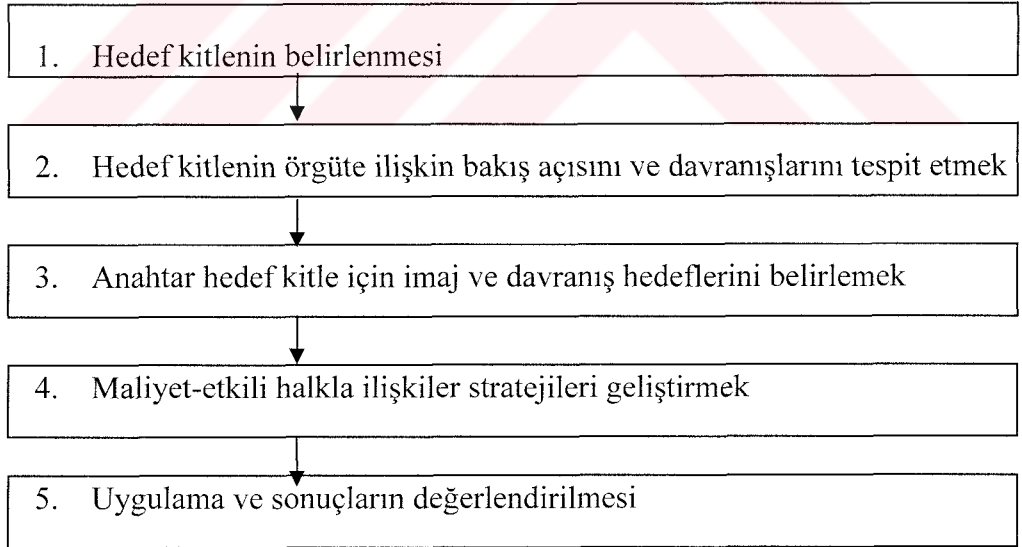 1. Hedef kitlenin belirlenmesi
2. Hedef kitlenin örgüte ilişkin bakış açısını ve davranışlarını tespit etmek
3. Anahtar hedef kitle için imaj ve davranış hedeflerini belirlemek
4. Maliyet-etkili halkla ilişkiler stratejileri geliştirmek
5. Uygulama ve sonuçların değerlendirilmesi